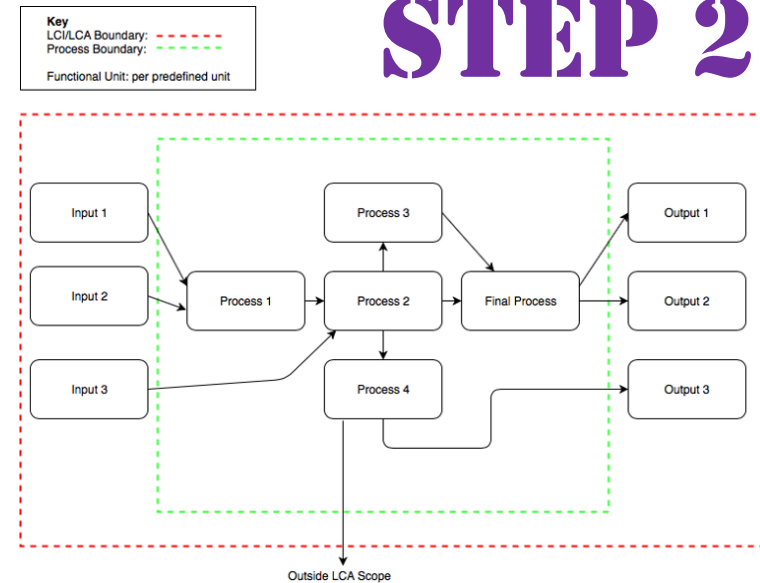 STEP 2
Key
LCI/LCA Boundary:
Process Boundary:
Functional Unit: per predefined unit
Input 1
Process 3
Output 1
Input 2
Process 1
Process 2
Final Process
Output 2
Input 3
Process 4
Output 3
Outside LCA Scope